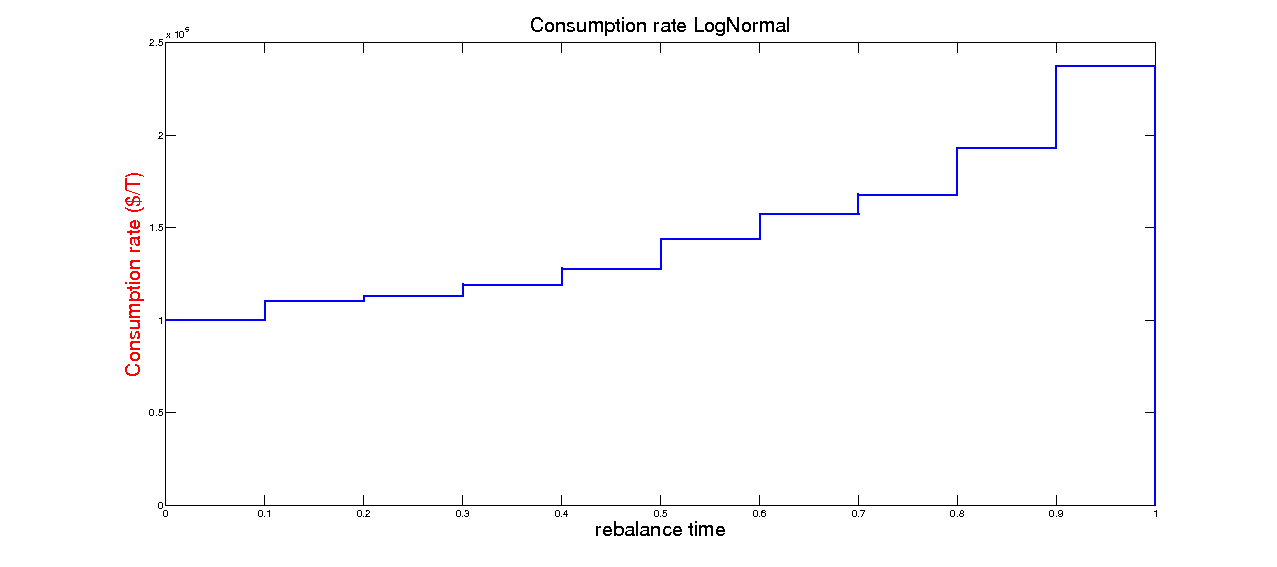 Consumption rate LogNormal
x 10^5
2.5
2
1.5
1
0.5
0
Consumption rate ($/T)
0 0.1 0.2 0.3 0.4 0.5 0.6 0.7 0.8 0.9 1
rebalance time